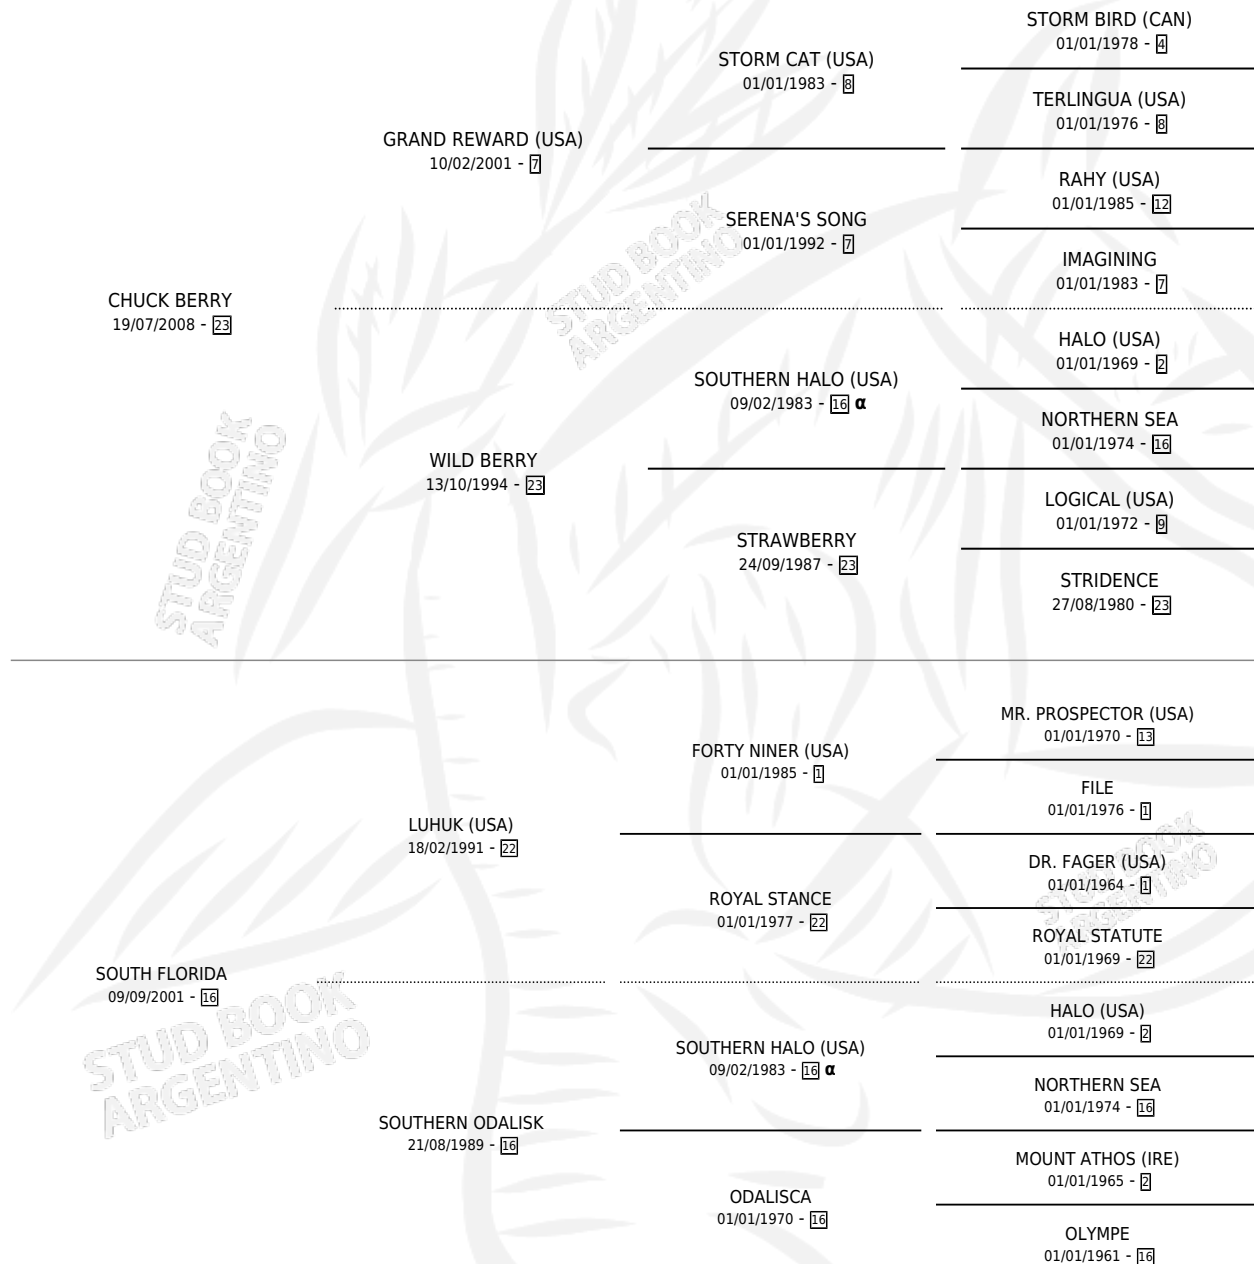 STORM BIRD (CAN)
01/01/1978 - 4
STORM CAT (USA)
01/01/1983 - 8
TERLINGUA (USA)
01/01/1976 - 8
GRAND REWARD (USA)
10/02/2001 - 7
RAHY (USA)
01/01/1985 - 12
SERENA'S SONG
01/01/1992 - 7
IMAGINING
01/01/1983 - 7
CHUCK BERRY
19/07/2008 - 23
HALO (USA)
01/01/1969 - 2
SOUTHERN HALO (USA)
09/02/1983 - 16 α
NORTHERN SEA
01/01/1974 - 16
WILD BERRY
13/10/1994 - 23
LOGICAL (USA)
01/01/1972 - 9
STRAWBERRY
24/09/1987 - 23
STRIDENCE
27/08/1980 - 23
MR. PROSPECTOR (USA)
01/01/1970 - 13
FORTY NINER (USA)
01/01/1985 - 1
FILE
01/01/1976 - 1
LUHUK (USA)
18/02/1991 - 22
DR. FAGER (USA)
01/01/1964 - 1
ROYAL STANCE
01/01/1977 - 22
ROYAL STATUTE
01/01/1969 - 22
SOUTH FLORIDA
09/09/2001 - 16
HALO (USA)
01/01/1969 - 2
SOUTHERN HALO (USA)
09/02/1983 - 16 α
NORTHERN SEA
01/01/1974 - 16
SOUTHERN ODALISK
21/08/1989 - 16
MOUNT ATHOS (IRE)
01/01/1965 - 2
ODALISCA
01/01/1970 - 16
OLYMPE
01/01/1961 - 16
STUD BOOK
ARGENTINO
STUD BOOK
ARGENTINO
STUD BOOK
ARGENTINO
STUD BOOK
ARGENTINO